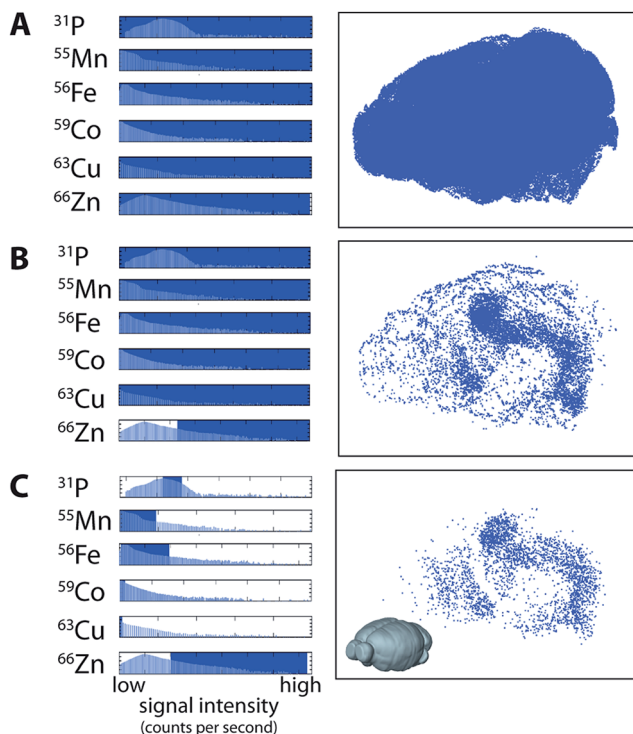 A
³¹P
⁵⁵Mn
⁵⁶Fe
⁵⁹Co
⁶³Cu
⁶⁶Zn
B
³¹P
⁵⁵Mn
⁵⁶Fe
⁵⁹Co
⁶³Cu
⁶⁶Zn
C
³¹P
⁵⁵Mn
⁵⁶Fe
⁵⁹Co
⁶³Cu
⁶⁶Zn
low high
signal intensity
(counts per second)